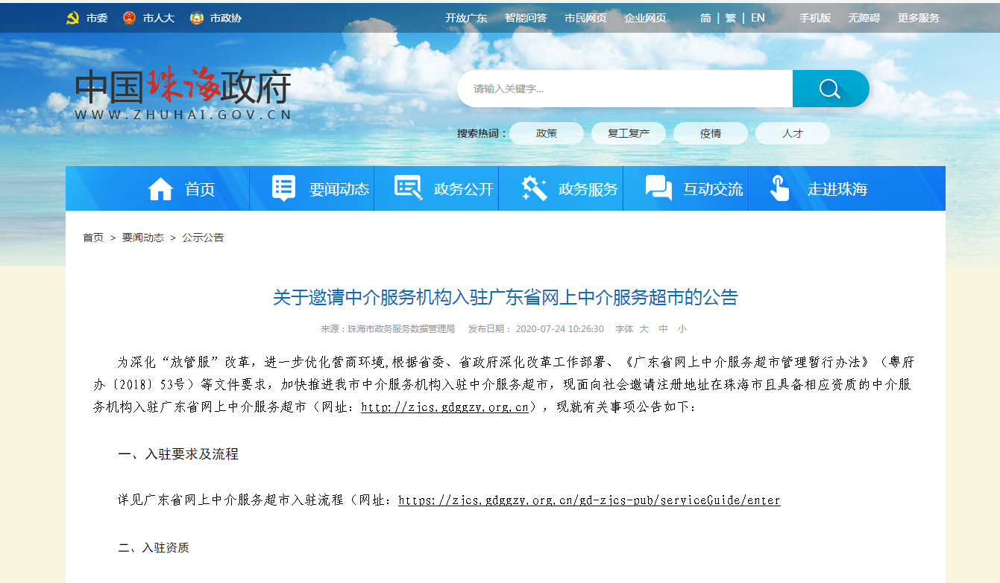 市委 市人大 市政协 开放广东 智能问答 市民网页 企业网页 简 | 繁 | EN 手机版 无障碍 更多服务
中国珠海政府
WWW.ZHUHAI.GOV.CN
请输入关键字...
搜索热词： 政策 复工复产 疫情 人才
首页 要闻动态 政务公开 政务服务 互动交流 走进珠海
首页 > 要闻动态 > 公示公告
关于邀请中介服务机构入驻广东省网上中介服务超市的公告
来源：珠海市政务服务数据管理局 发布日期： 2020-07-24 10:26:30 字体 大 中 小
为深化“放管服”改革，进一步优化营商环境,根据省委、省政府深化改革工作部署、《广东省网上中介服务超市管理暂行办法》（粤府
办〔2018〕53号）等文件要求，加快推进我市中介服务机构入驻中介服务超市，现面向社会邀请注册地址在珠海市且具备相应资质的中介服
务机构入驻广东省网上中介服务超市（网址：http://zjcs.gdggzy.org.cn），现就有关事项公告如下：
一、入驻要求及流程
详见广东省网上中介服务超市入驻流程（网址：https://zjcs.gdggzy.org.cn/gd-zjcs-pub/serviceGuide/enter
二、入驻资质